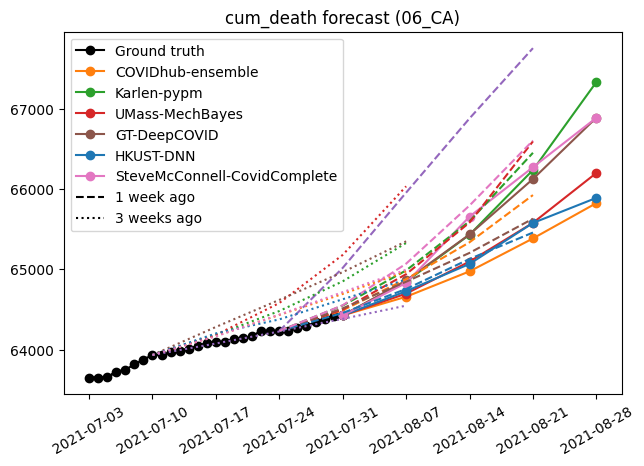 cum_death forecast (06_CA)
Ground truth
COVIDhub-ensemble
Karlen-pypm
UMass-MechBayes
GT-DeepCOVID
HKUST-DNN
SteveMcConnell-CovidComplete
1 week ago
3 weeks ago
67000
66000
65000
64000
2021-07-03
2021-07-10
2021-07-17
2021-07-24
2021-07-31
2021-08-07
2021-08-14
2021-08-21
2021-08-28